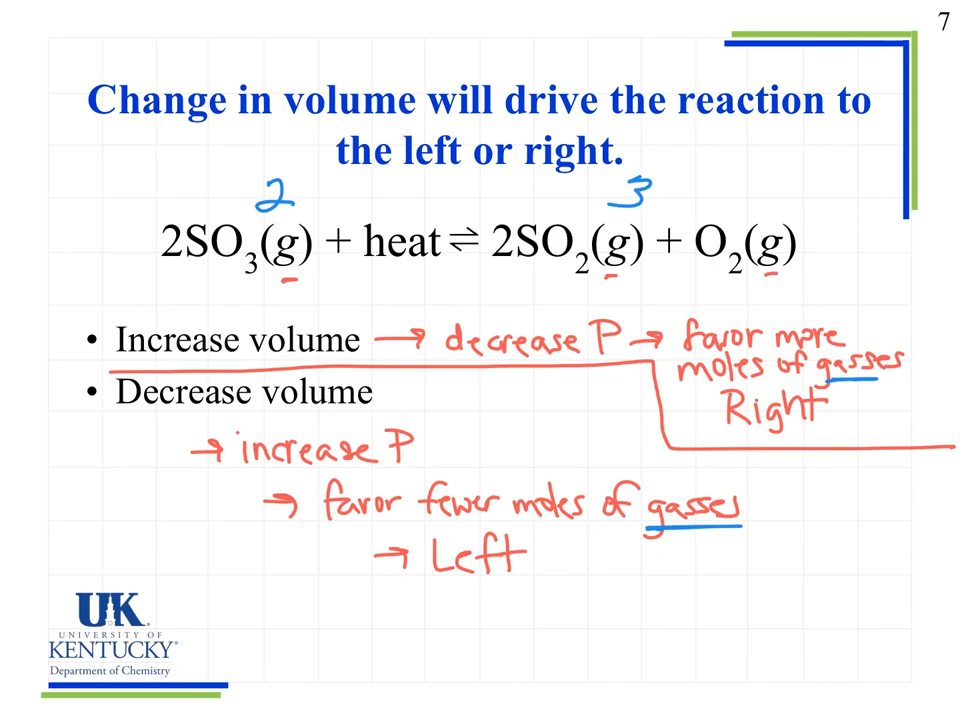 7
Change in volume will drive the reaction to
the left or right.
2 3
2SO₃(g) + heat ⇌ 2SO₂(g) + O₂(g)
• Increase volume → decrease P → favor more
moles of gasses
Right
• Decrease volume
→ increase P
→ favor fewer moles of gasses
→ Left
UK
UNIVERSITY OF
KENTUCKY®
Department of Chemistry